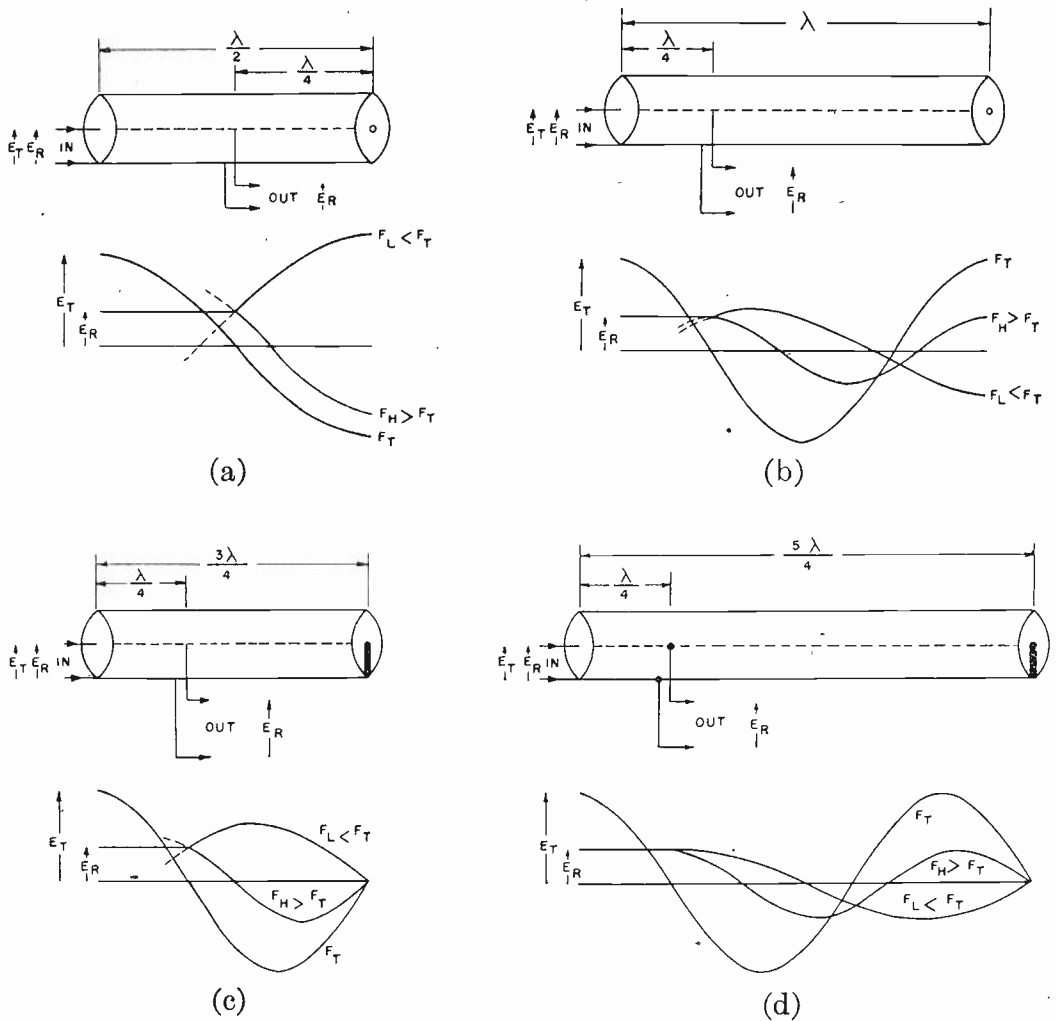 λ/2
λ/4
E_T E_R IN
OUT E_R
E_T
E_R
F_L < F_T
F_H > F_T
F_T
(a)
λ
λ/4
E_T E_R IN
OUT E_R
E_T
E_R
F_T
F_H > F_T
F_L < F_T
(b)
3λ/4
λ/4
E_T E_R IN
OUT E_R
E_T
E_R
F_L < F_T
F_H > F_T
F_T
(c)
5λ/4
λ/4
E_T E_R IN
OUT E_R
E_T
E_R
F_T
F_H > F_T
F_L < F_T
(d)